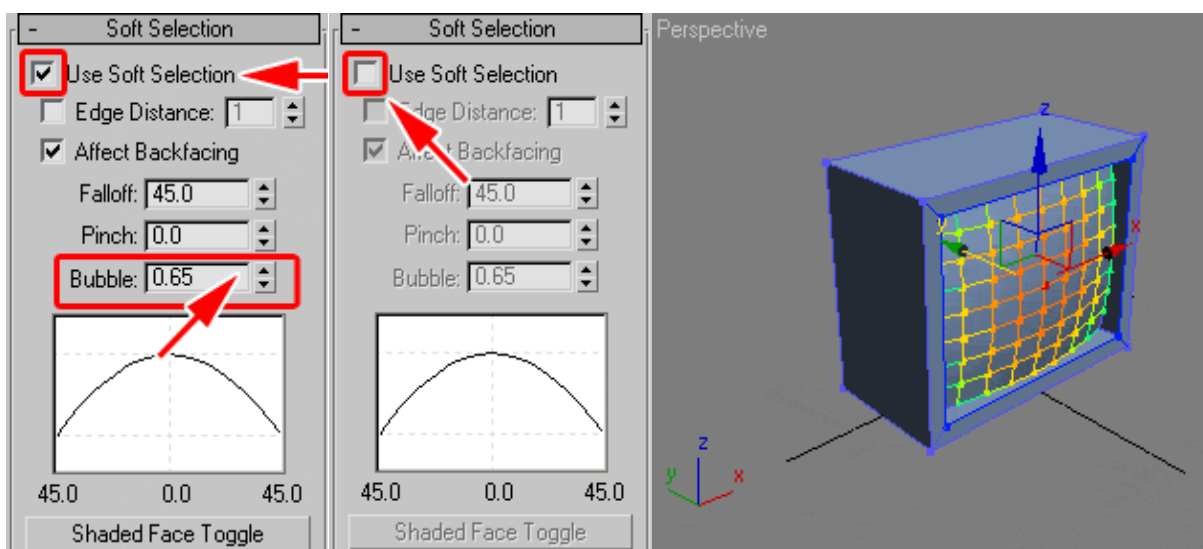 - Soft Selection
Use Soft Selection
Edge Distance: 1
Affect Backfacing
Falloff: 45.0
Pinch: 0.0
Bubble: 0.65
45.0 0.0 45.0
Shaded Face Toggle
- Soft Selection
Use Soft Selection
Edge Distance: 1
Affect Backfacing
Falloff: 45.0
Pinch: 0.0
Bubble: 0.65
45.0 0.0 45.0
Shaded Face Toggle
Perspective
z
y
x
z
y
x